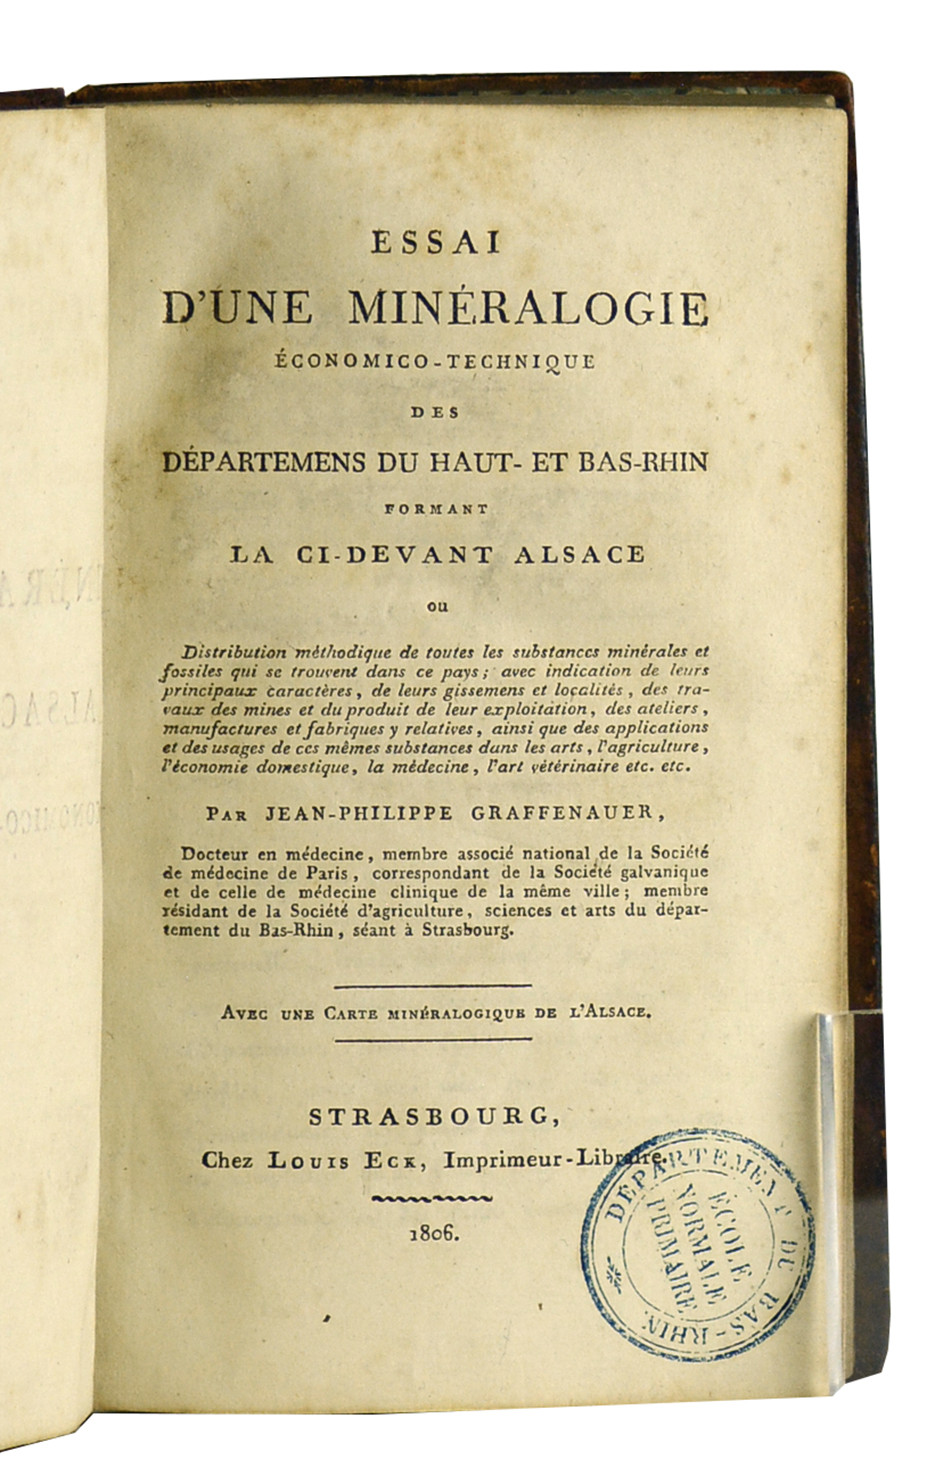 ESSAI
D'UNE MINÉRALOGIE
ÉCONOMICO-TECHNIQUE
DES
DÉPARTEMENS DU HAUT- ET BAS-RHIN
FORMANT
LA CI-DEVANT ALSACE
OU
Distribution méthodique de toutes les substances minérales et
fossiles qui se trouvent dans ce pays; avec indication de leurs
principaux caractères, de leurs gissemens et localités, des tra-
vaux des mines et du produit de leur exploitation, des ateliers,
manufactures et fabriques y relatives, ainsi que des applications
et des usages de ces mêmes substances dans les arts, l'agriculture,
l'économie domestique, la médecine, l'art vétérinaire etc. etc.
PAR JEAN-PHILIPPE GRAFFENAUER,
Docteur en médecine, membre associé national de la Société
de médecine de Paris, correspondant de la Société galvanique
et de celle de médecine clinique de la même ville; membre
résidant de la Société d'agriculture, sciences et arts du dépar-
tement du Bas-Rhin, séant à Strasbourg.
AVEC UNE CARTE MINÉRALOGIQUE DE L'ALSACE.
STRASBOURG,
Chez LOUIS ECK, Imprimeur-Libraire.
1806.
DÉPARTEMENT DU BAS-RHIN.
ÉCOLE
NORMALE
PRIMAIRE